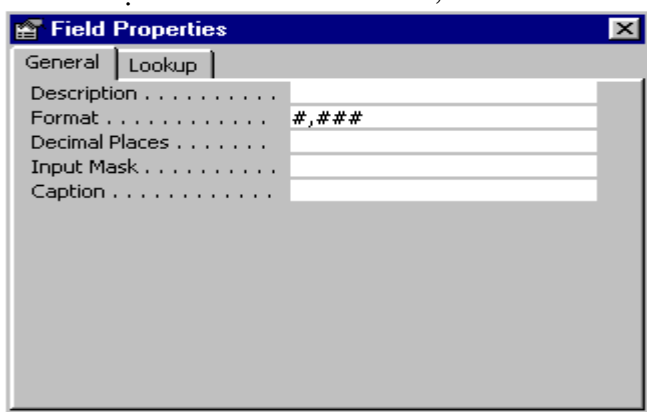 Field Properties
General Lookup
Description . . . . . . . . . .
Format . . . . . . . . . . . . #,###
Decimal Places . . . . . . .
Input Mask . . . . . . . . . .
Caption . . . . . . . . . . . .